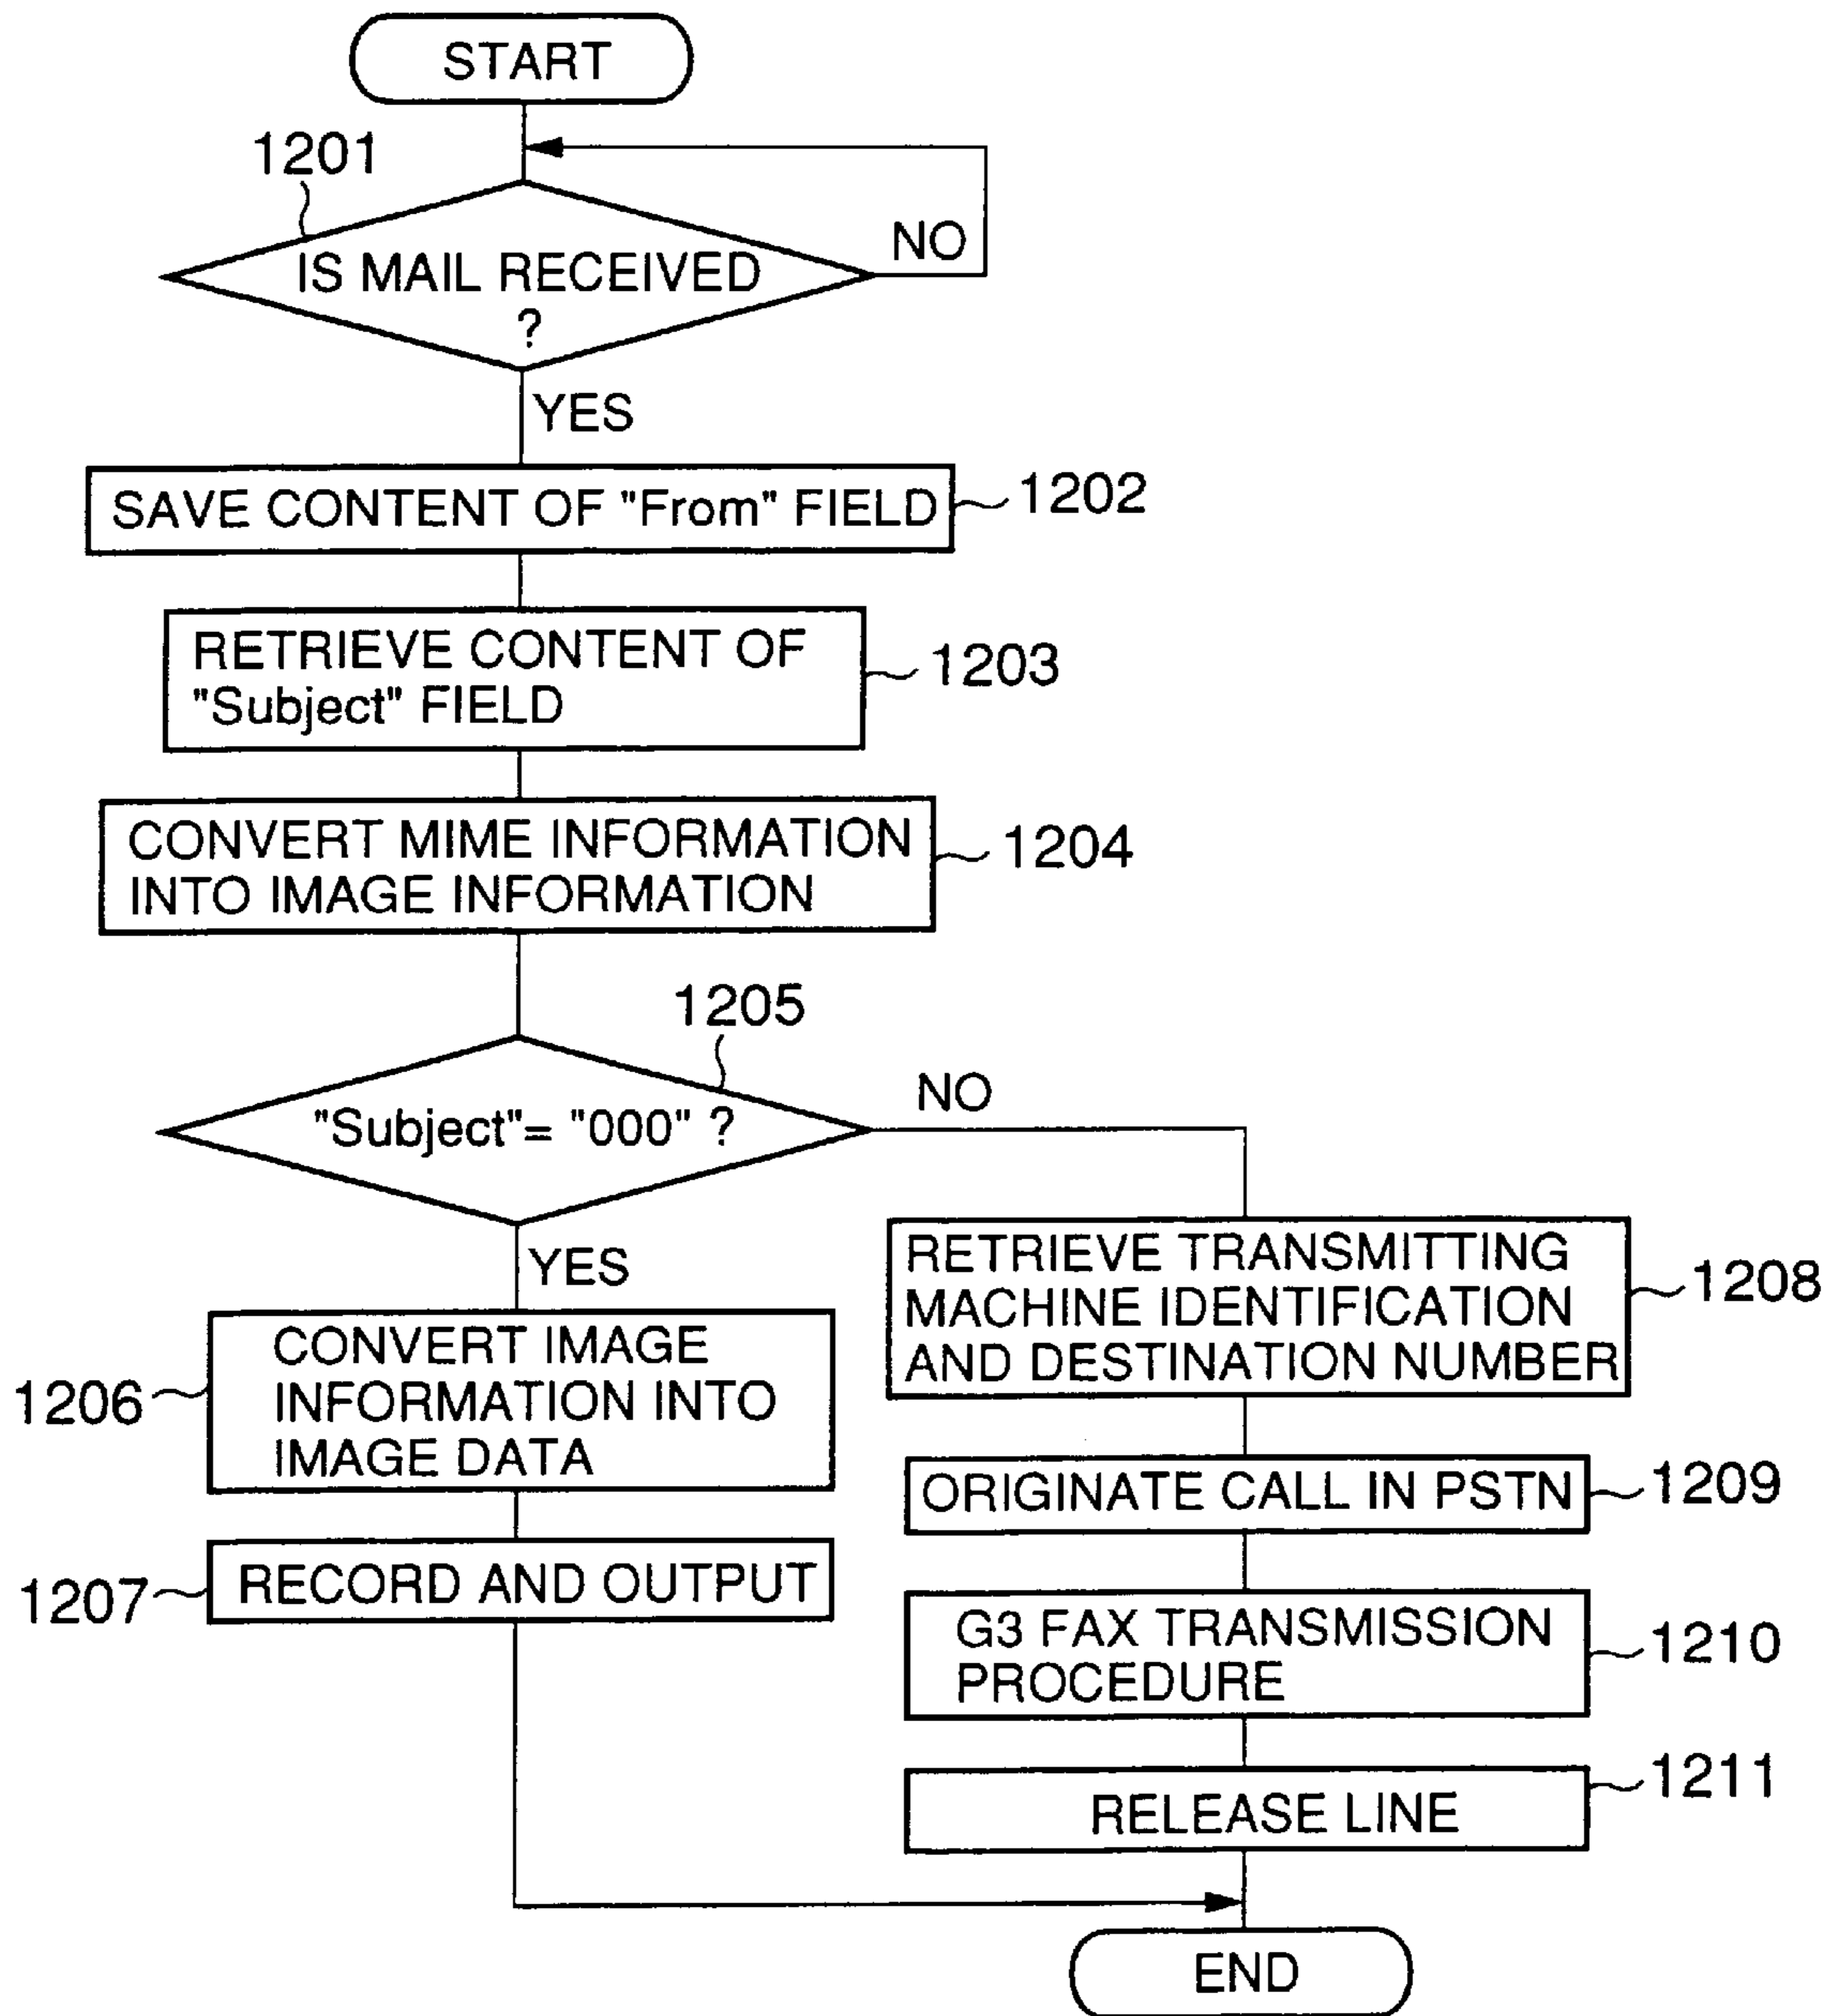 START
1201
IS MAIL RECEIVED
?
NO
YES
SAVE CONTENT OF "From" FIELD
1202
RETRIEVE CONTENT OF
"Subject" FIELD
1203
CONVERT MIME INFORMATION
INTO IMAGE INFORMATION
1204
1205
"Subject"= "000" ?
NO
YES
CONVERT IMAGE
INFORMATION INTO
IMAGE DATA
1206
RECORD AND OUTPUT
1207
RETRIEVE TRANSMITTING
MACHINE IDENTIFICATION
AND DESTINATION NUMBER
1208
ORIGINATE CALL IN PSTN
1209
G3 FAX TRANSMISSION
PROCEDURE
1210
RELEASE LINE
1211
END